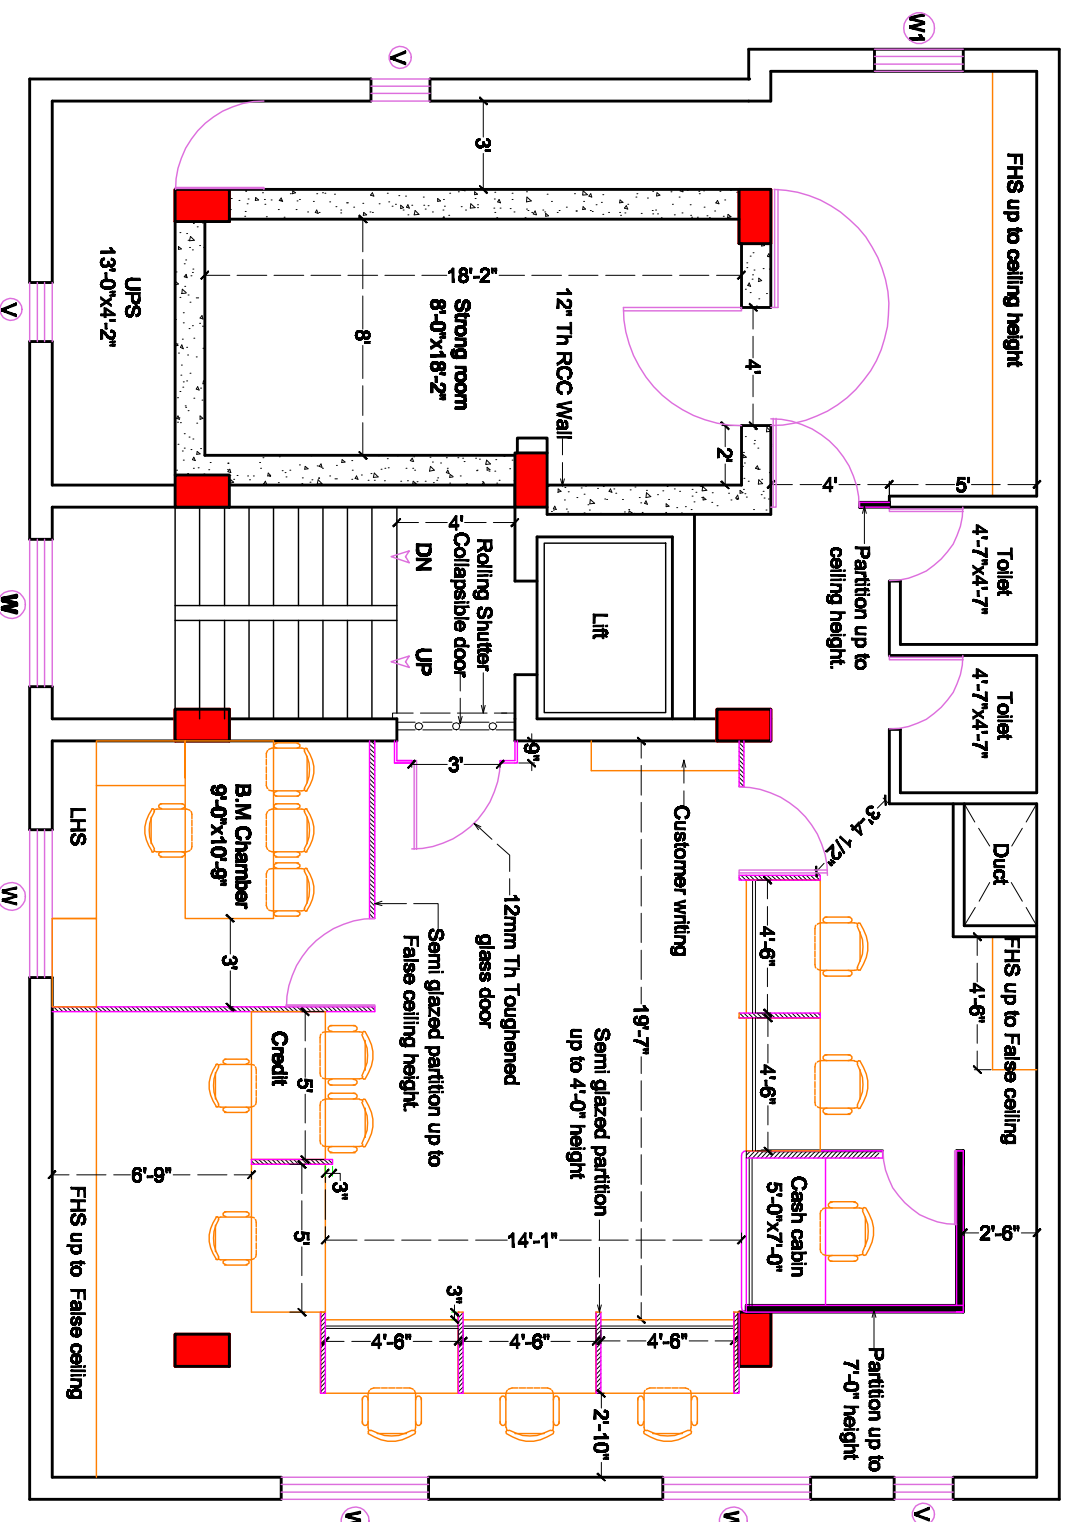 W1
V
FHS up to ceiling height
3'
UPS
13'-0"x4'-2"
V
18'-2"
Strong room
8'-0"x18'-2"
8'
12" Th RCC Wall
4'
2'
4'
5'
Toilet
4'-7"x4'-7"
Partition up to
ceiling height.
4'
Rolling Shutter
Collapsible door
DN
UP
Lift
W
Toilet
4'-7"x4'-7"
9"
3'
Customer writing
3'-4 1/2"
Duct
LHS
B.M Chamber
9'-0"x10'-9"
W
3'
12mm Th Toughened
glass door
Semi glazed partition up to
False ceiling height.
4'-6"
4'-6"
4'-6"
FHS up to False ceiling
19'-7"
Semi glazed partition
up to 4'-0" height
Credit
5'
6'-9"
3"
5'
14'-1"
Cash cabin
5'-0"x7'-0"
2'-6"
FHS up to False ceiling
3"
4'-6"
4'-6"
4'-6"
2'-10"
Partition up to
7'-0" height
W
W
V